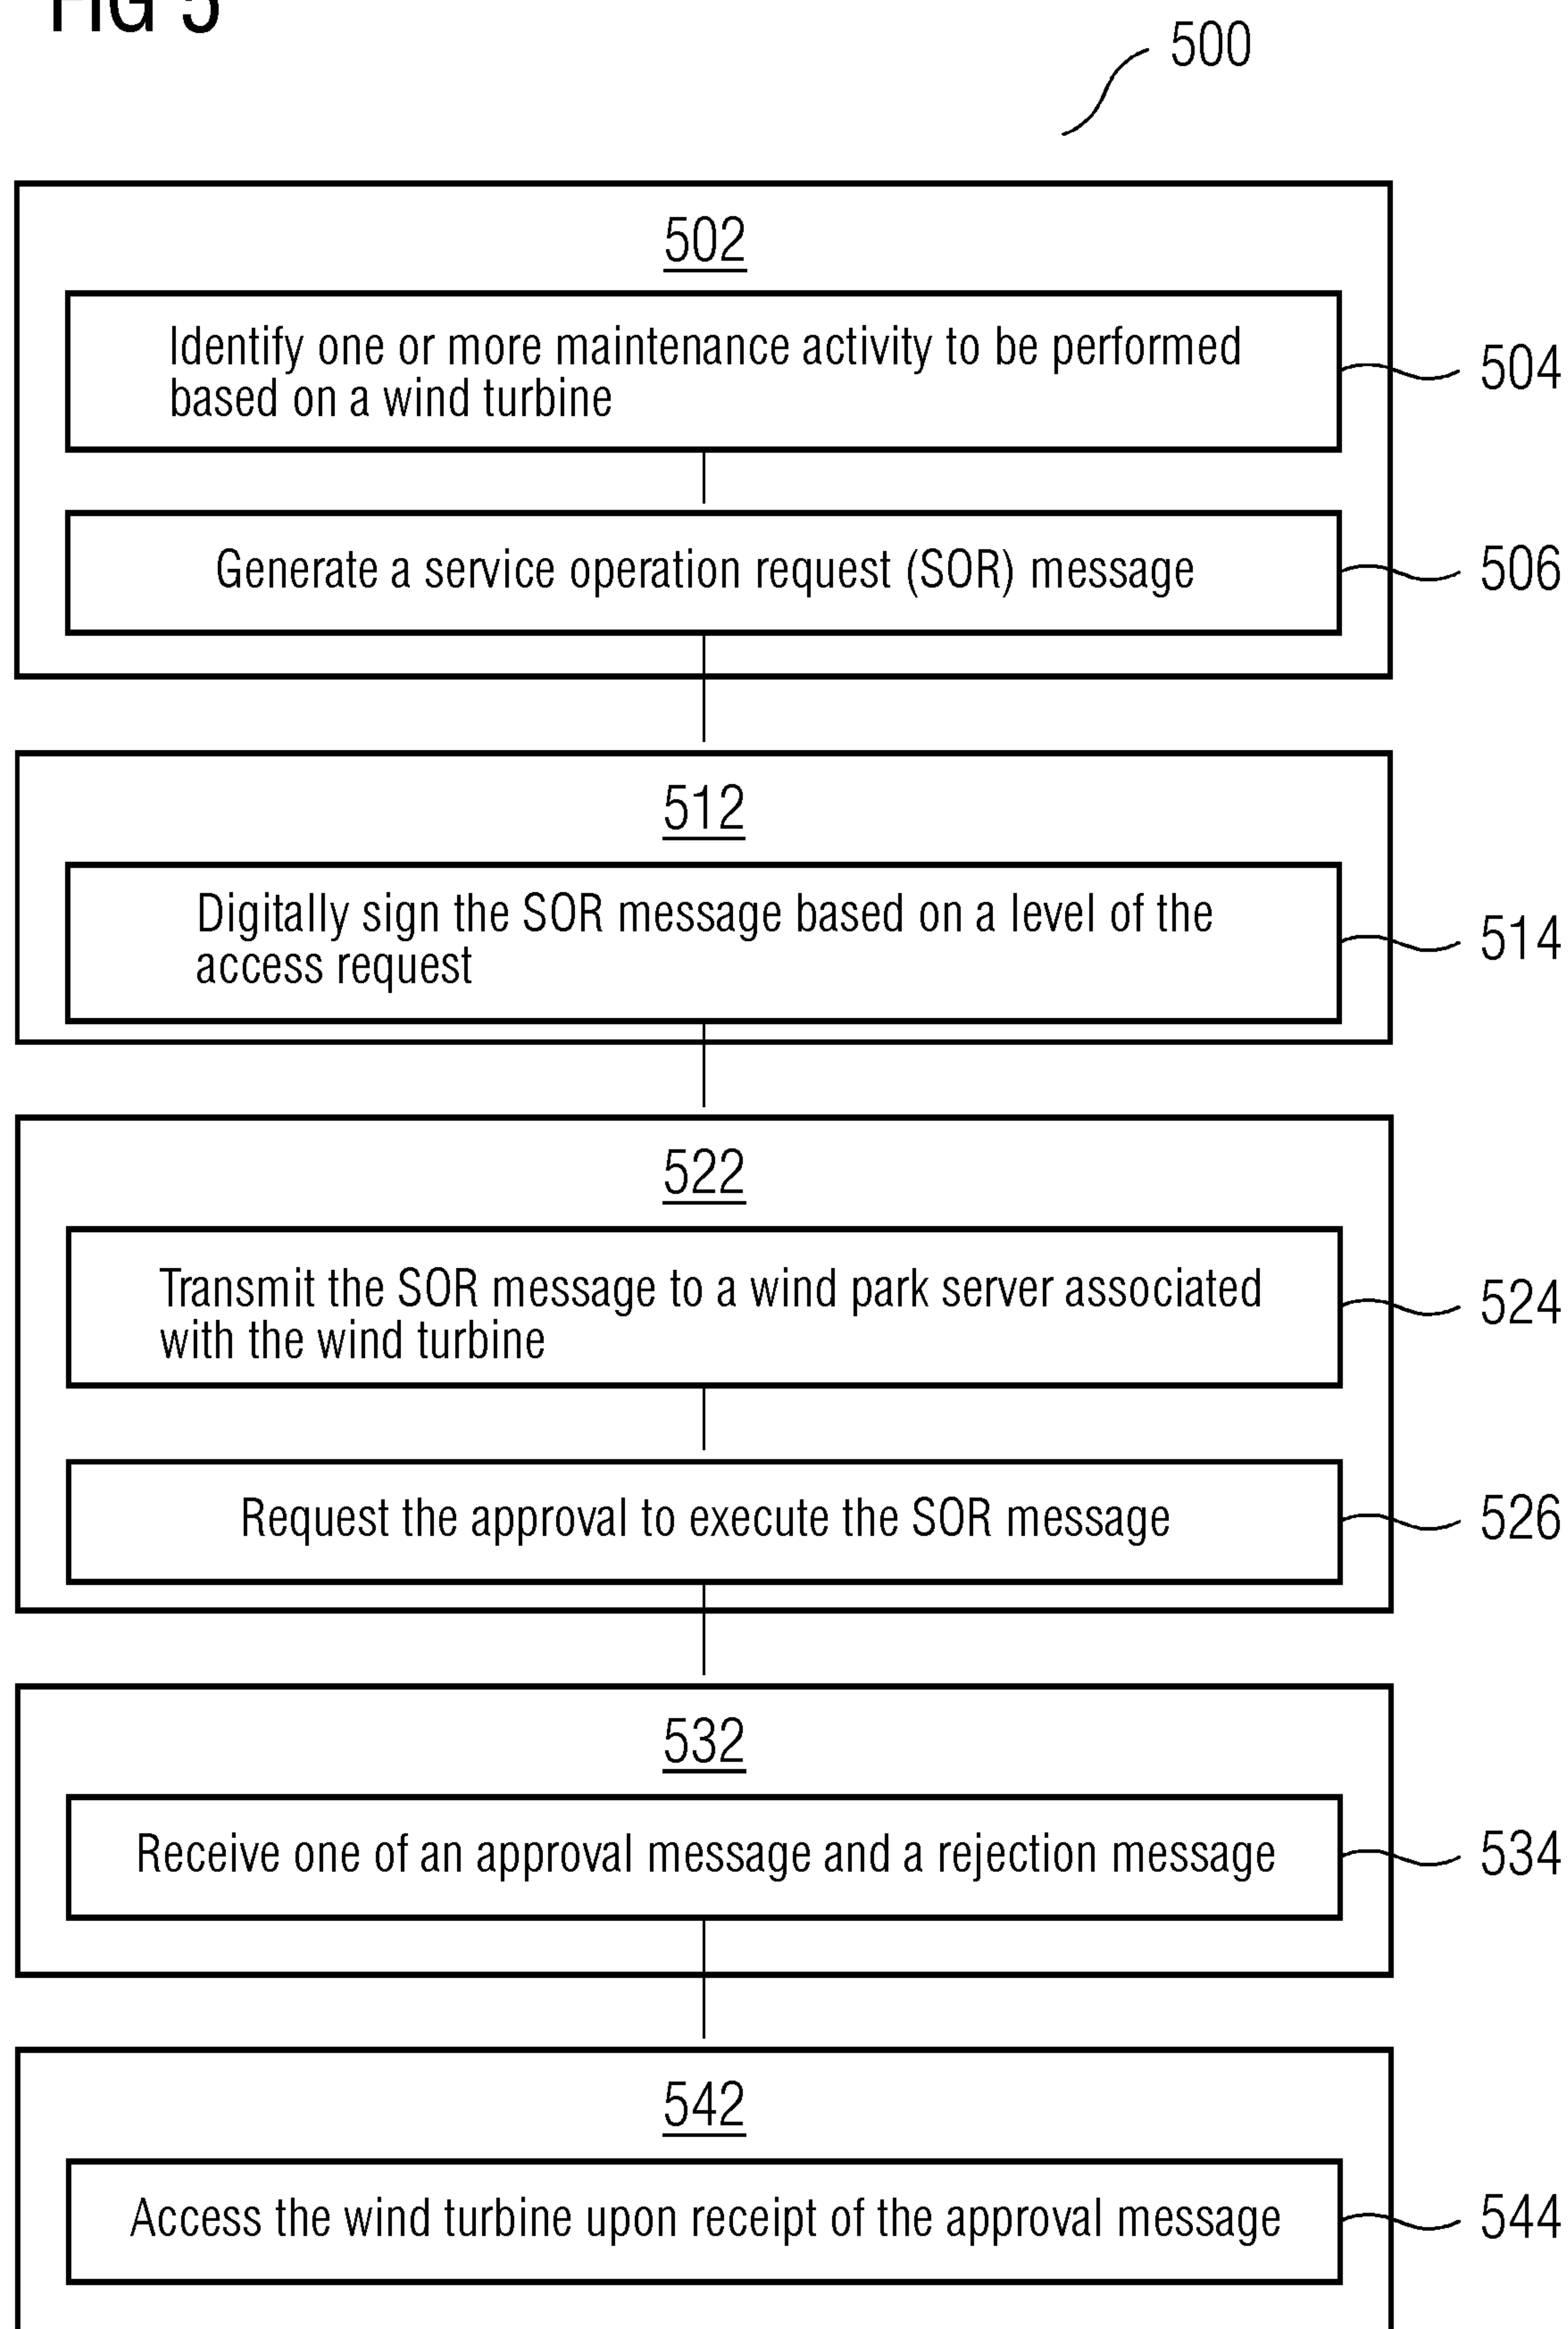 FIG 5
500
502
Identify one or more maintenance activity to be performed
based on a wind turbine
504
Generate a service operation request (SOR) message
506
512
Digitally sign the SOR message based on a level of the
access request
514
522
Transmit the SOR message to a wind park server associated
with the wind turbine
524
Request the approval to execute the SOR message
526
532
Receive one of an approval message and a rejection message
534
542
Access the wind turbine upon receipt of the approval message
544